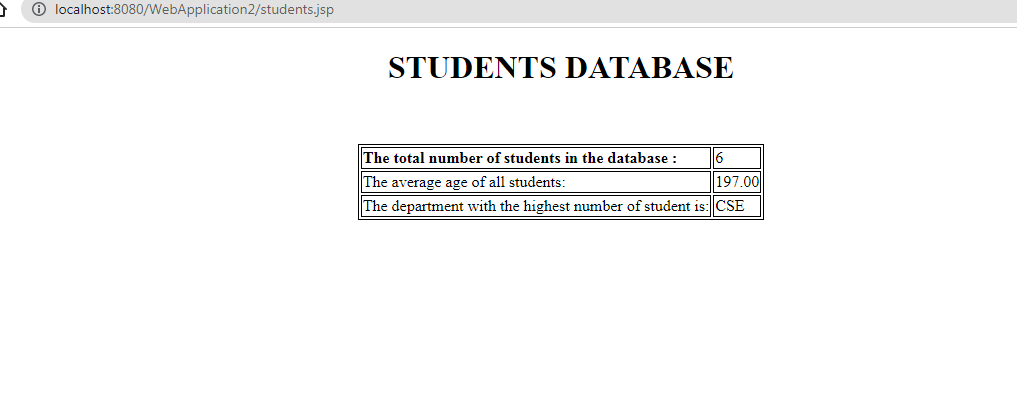 localhost:8080/WebApplication2/students.jsp
STUDENTS DATABASE
The total number of students in the database : 6
The average age of all students: 197.00
The department with the highest number of student is: CSE